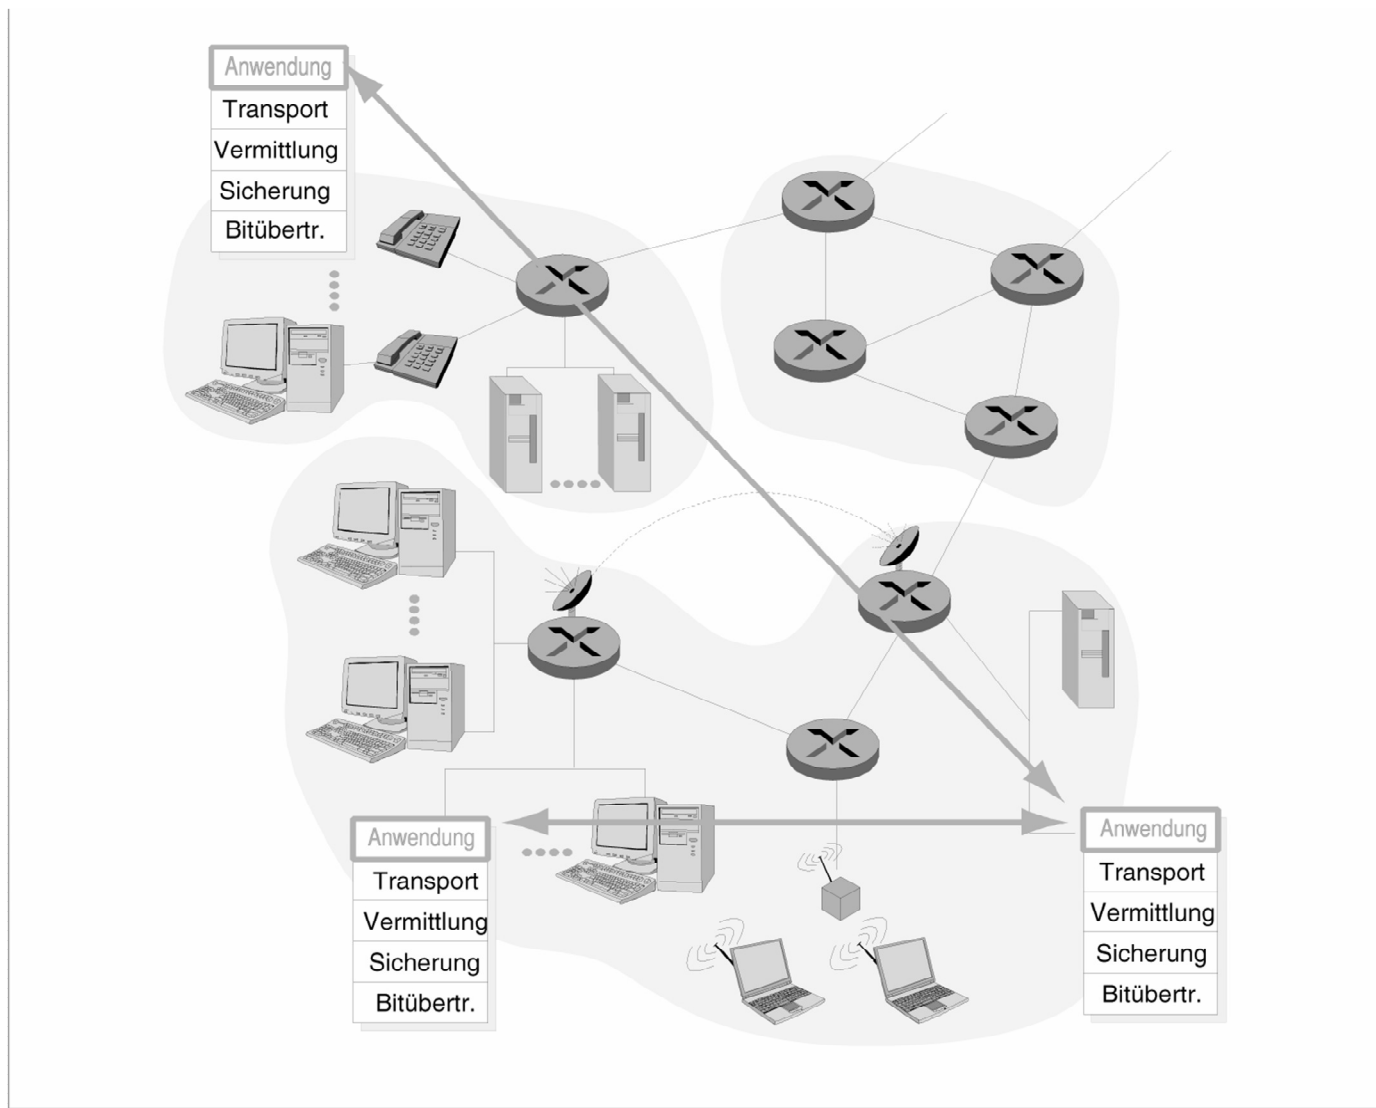 Anwendung
Transport
Vermittlung
Sicherung
Bitübertr.
Anwendung
Transport
Vermittlung
Sicherung
Bitübertr.
Anwendung
Transport
Vermittlung
Sicherung
Bitübertr.